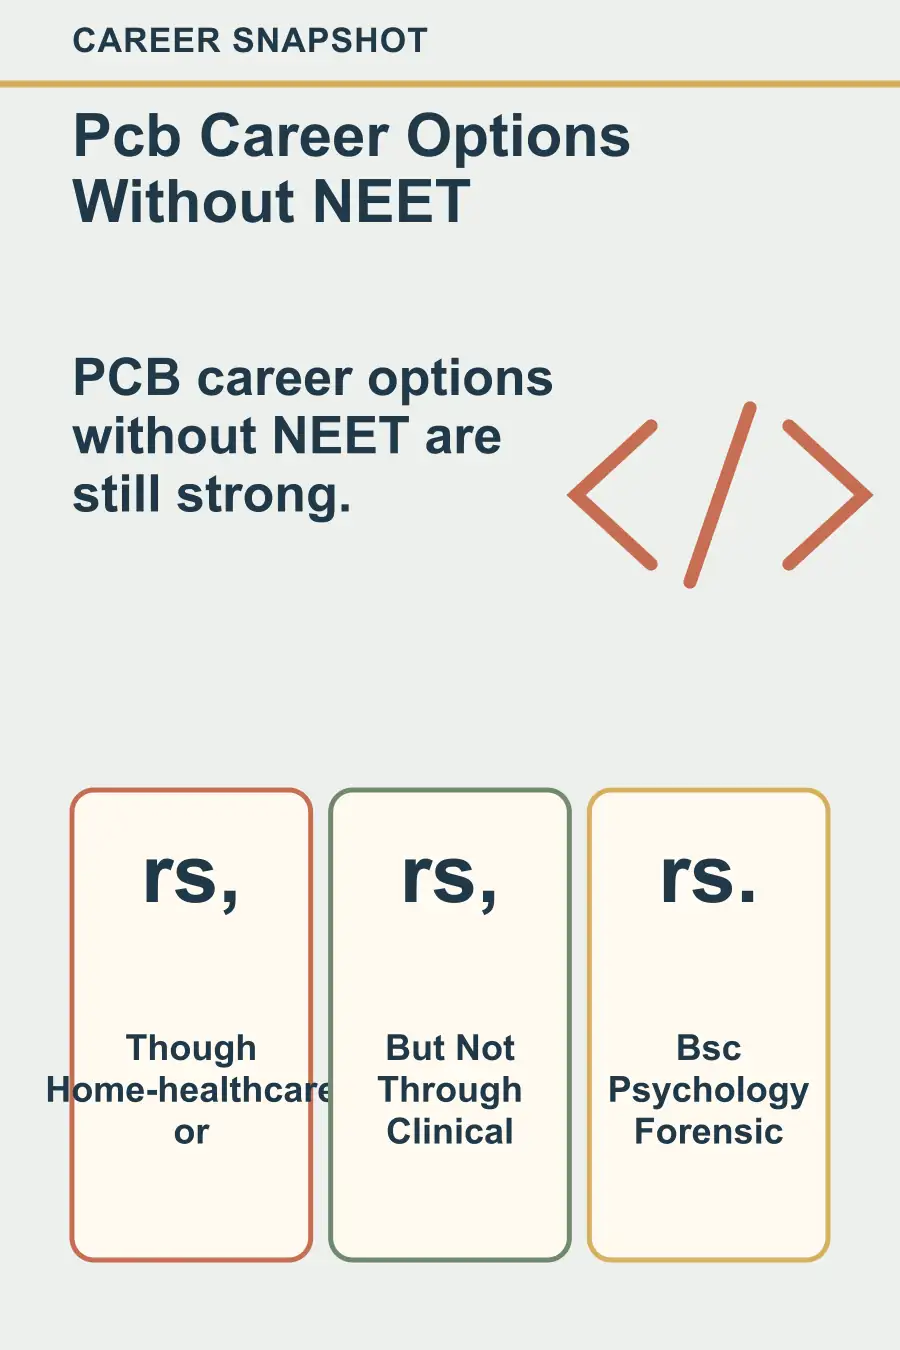 CAREER SNAPSHOT
Pcb Career Options
Without NEET
PCB career options
without NEET are
still strong.
</>
rs,
Though
Home-healthcare
or
rs,
But Not
Through
Clinical
rs.
Bsc
Psychology
Forensic